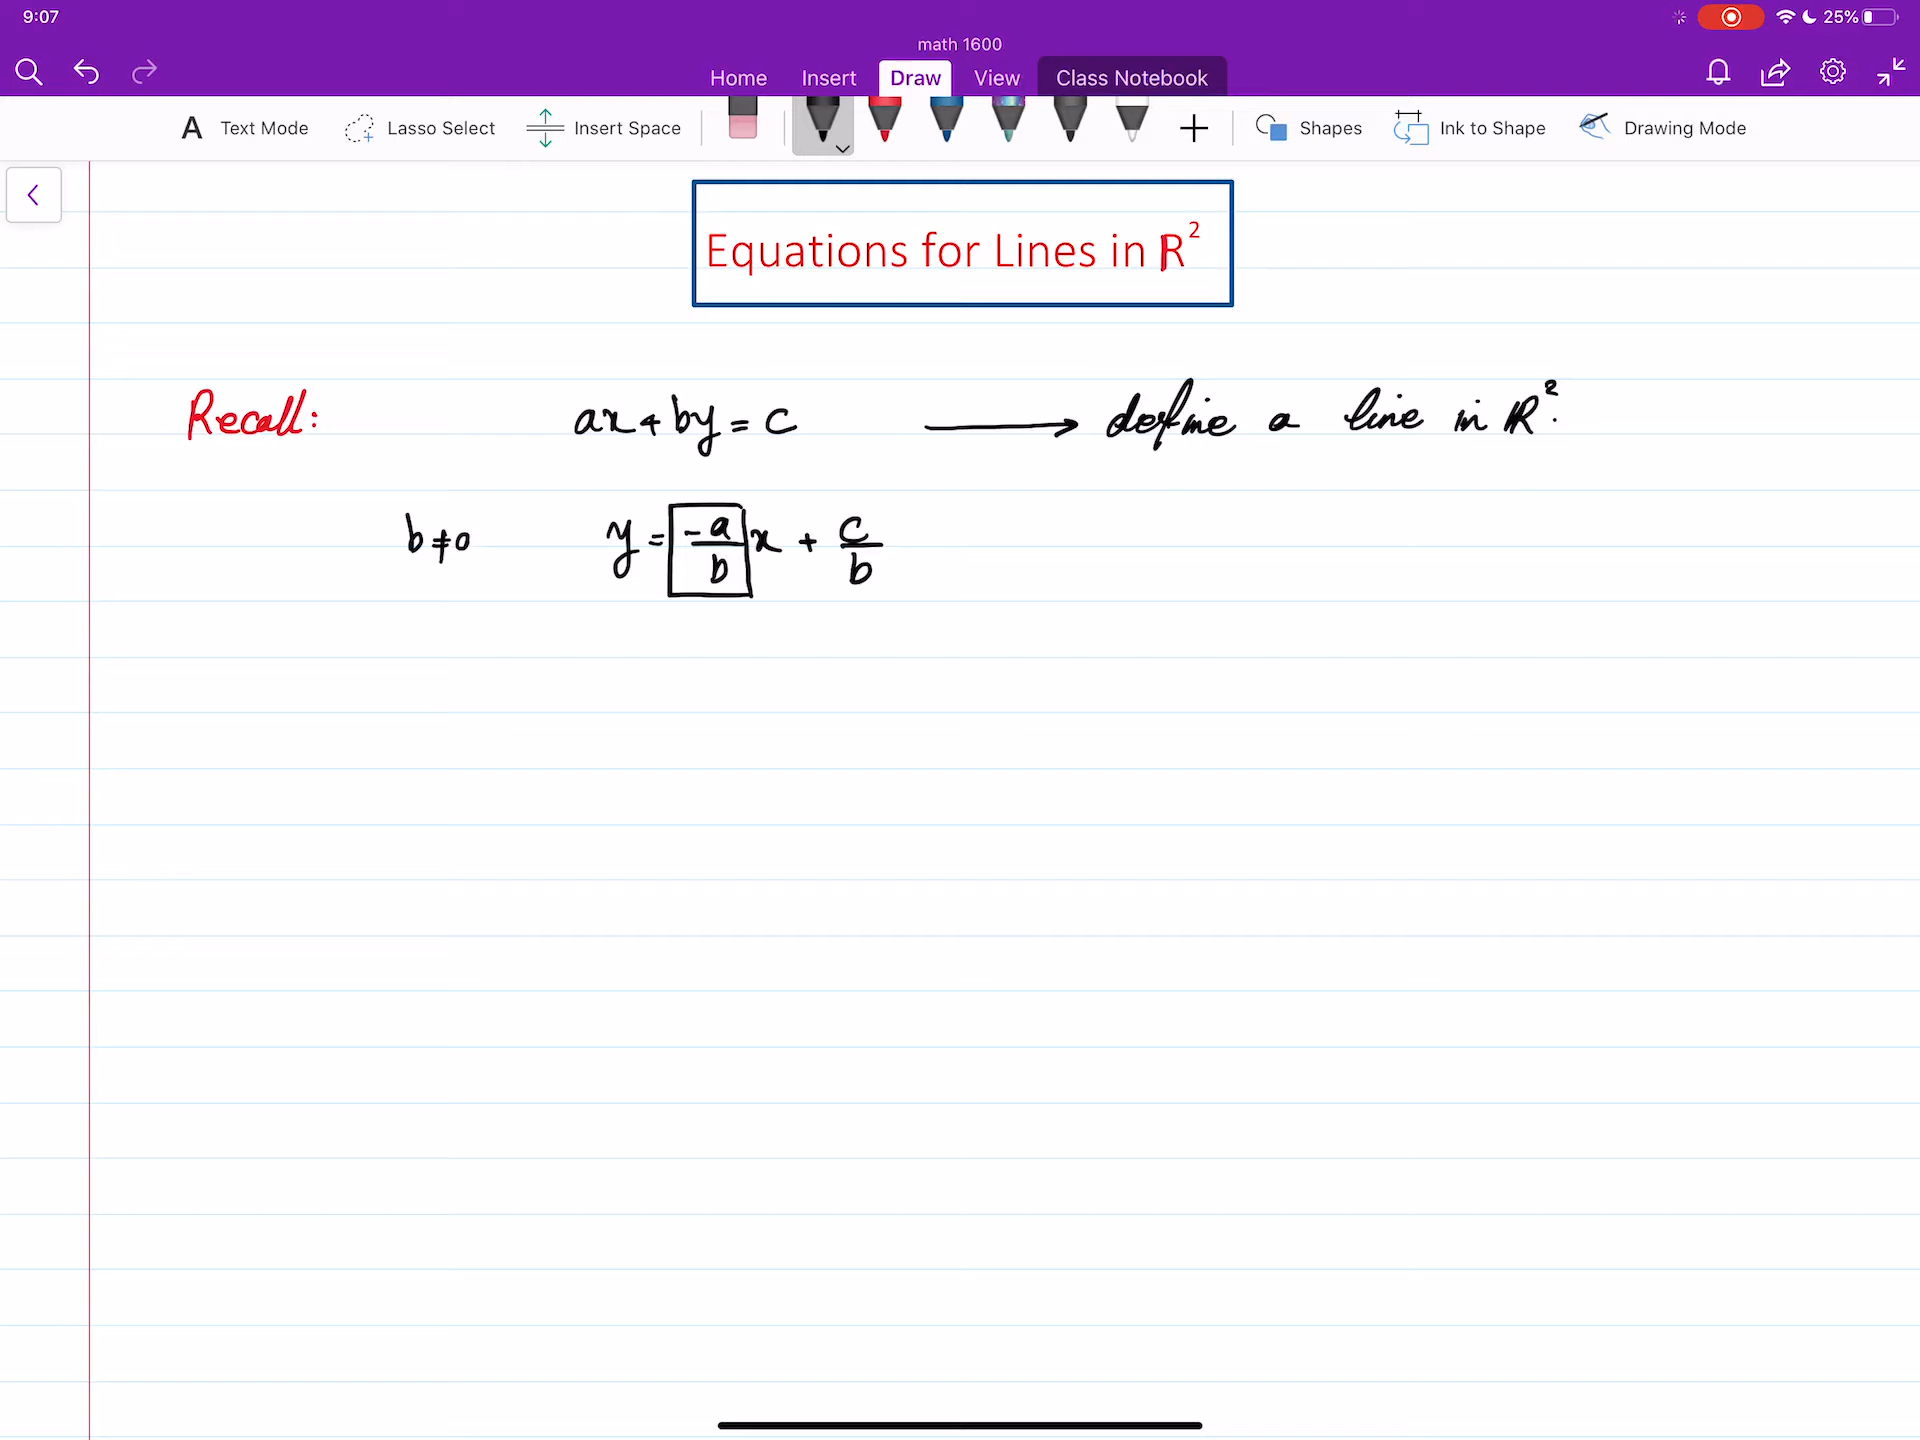 9:07
25%
math 1600
Home Insert Draw View Class Notebook
A Text Mode Lasso Select Insert Space Shapes Ink to Shape Drawing Mode
Equations for Lines in ℝ²
Recall: ax + by = c ⟶ define a line in ℝ².
b≠0 y = -a/b x + c/b